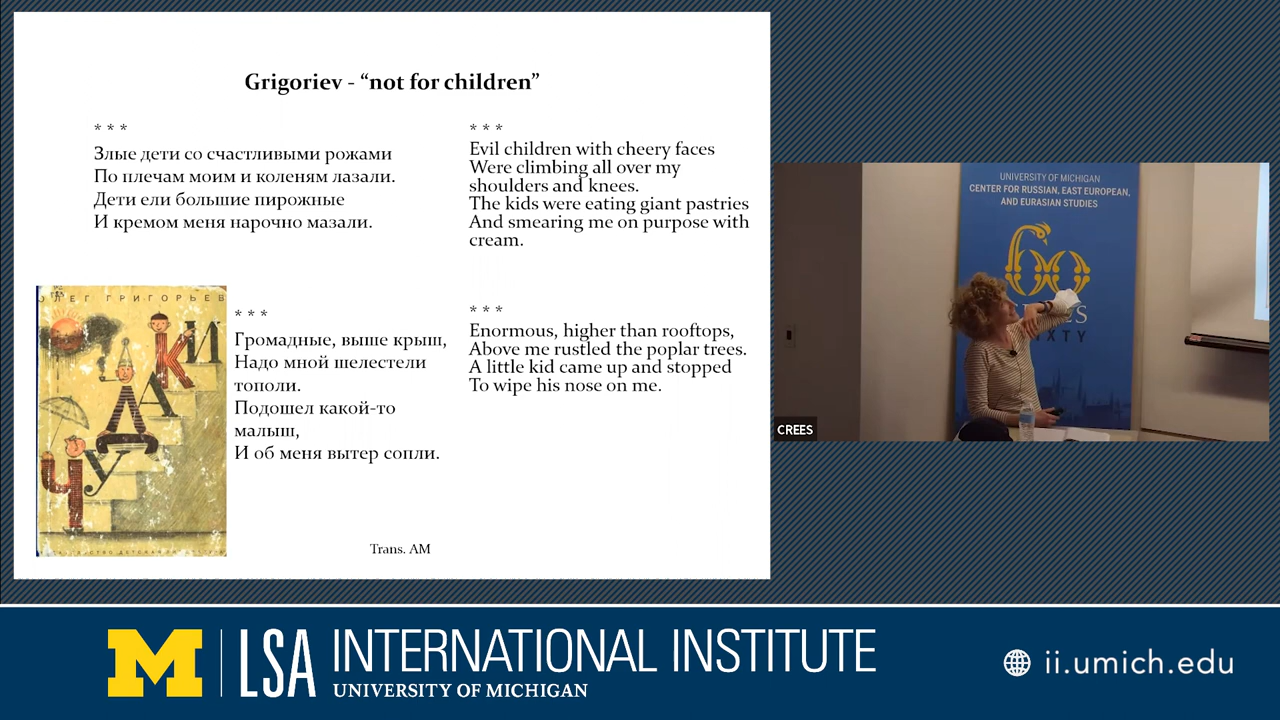 Grigoriev - “not for children”
* * *
Злые дети со счастливыми рожами
По плечам моим и коленям лазали.
Дети ели большие пирожные
И кремом меня нарочно мазали.
* * *
Evil children with cheery faces
Were climbing all over my
shoulders and knees.
The kids were eating giant pastries
And smearing me on purpose with
cream.
ОЛЕГ ГРИГОРЬЕВ
ЧУДАКИ
* * *
Громадные, выше крыш,
Надо мной шелестели
тополи.
Подошел какой-то
малыш,
И об меня вытер сопли.
* * *
Enormous, higher than rooftops,
Above me rustled the poplar trees.
A little kid came up and stopped
To wipe his nose on me.
Trans. AM
UNIVERSITY OF MICHIGAN
CENTER FOR RUSSIAN, EAST EUROPEAN,
AND EURASIAN STUDIES
60
CREES
M LSA INTERNATIONAL INSTITUTE
UNIVERSITY OF MICHIGAN
ii.umich.edu